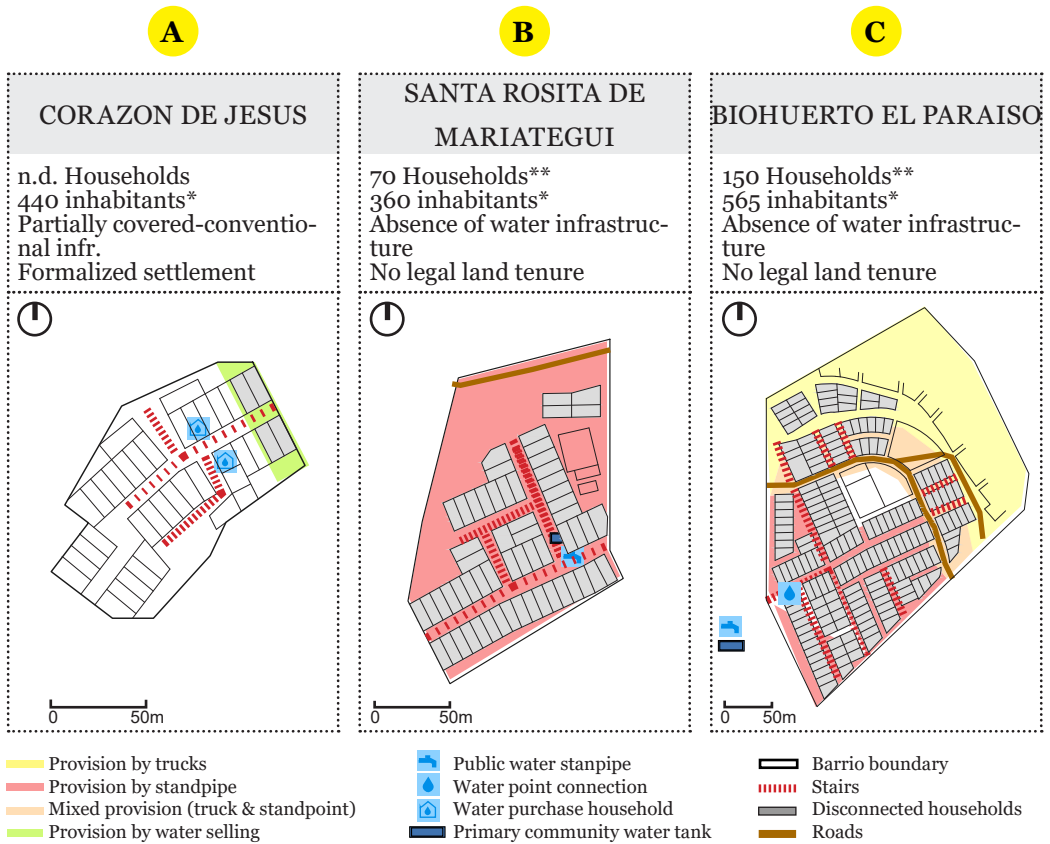 A
B
C
CORAZON DE JESUS
n.d. Households
440 inhabitants*
Partially covered-conventio-
nal infr.
Formalized settlement
0 50m
SANTA ROSITA DE
MARIATEGUI
70 Households**
360 inhabitants*
Absence of water infrastruc-
ture
No legal land tenure
0 50m
BIOHUERTO EL PARAISO
150 Households**
565 inhabitants*
Absence of water infrastruc-
ture
No legal land tenure
0 50m
Provision by trucks
Provision by standpipe
Mixed provision (truck & standpoint)
Provision by water selling
Public water stanpipe
Water point connection
Water purchase household
Primary community water tank
Barrio boundary
Stairs
Disconnected households
Roads